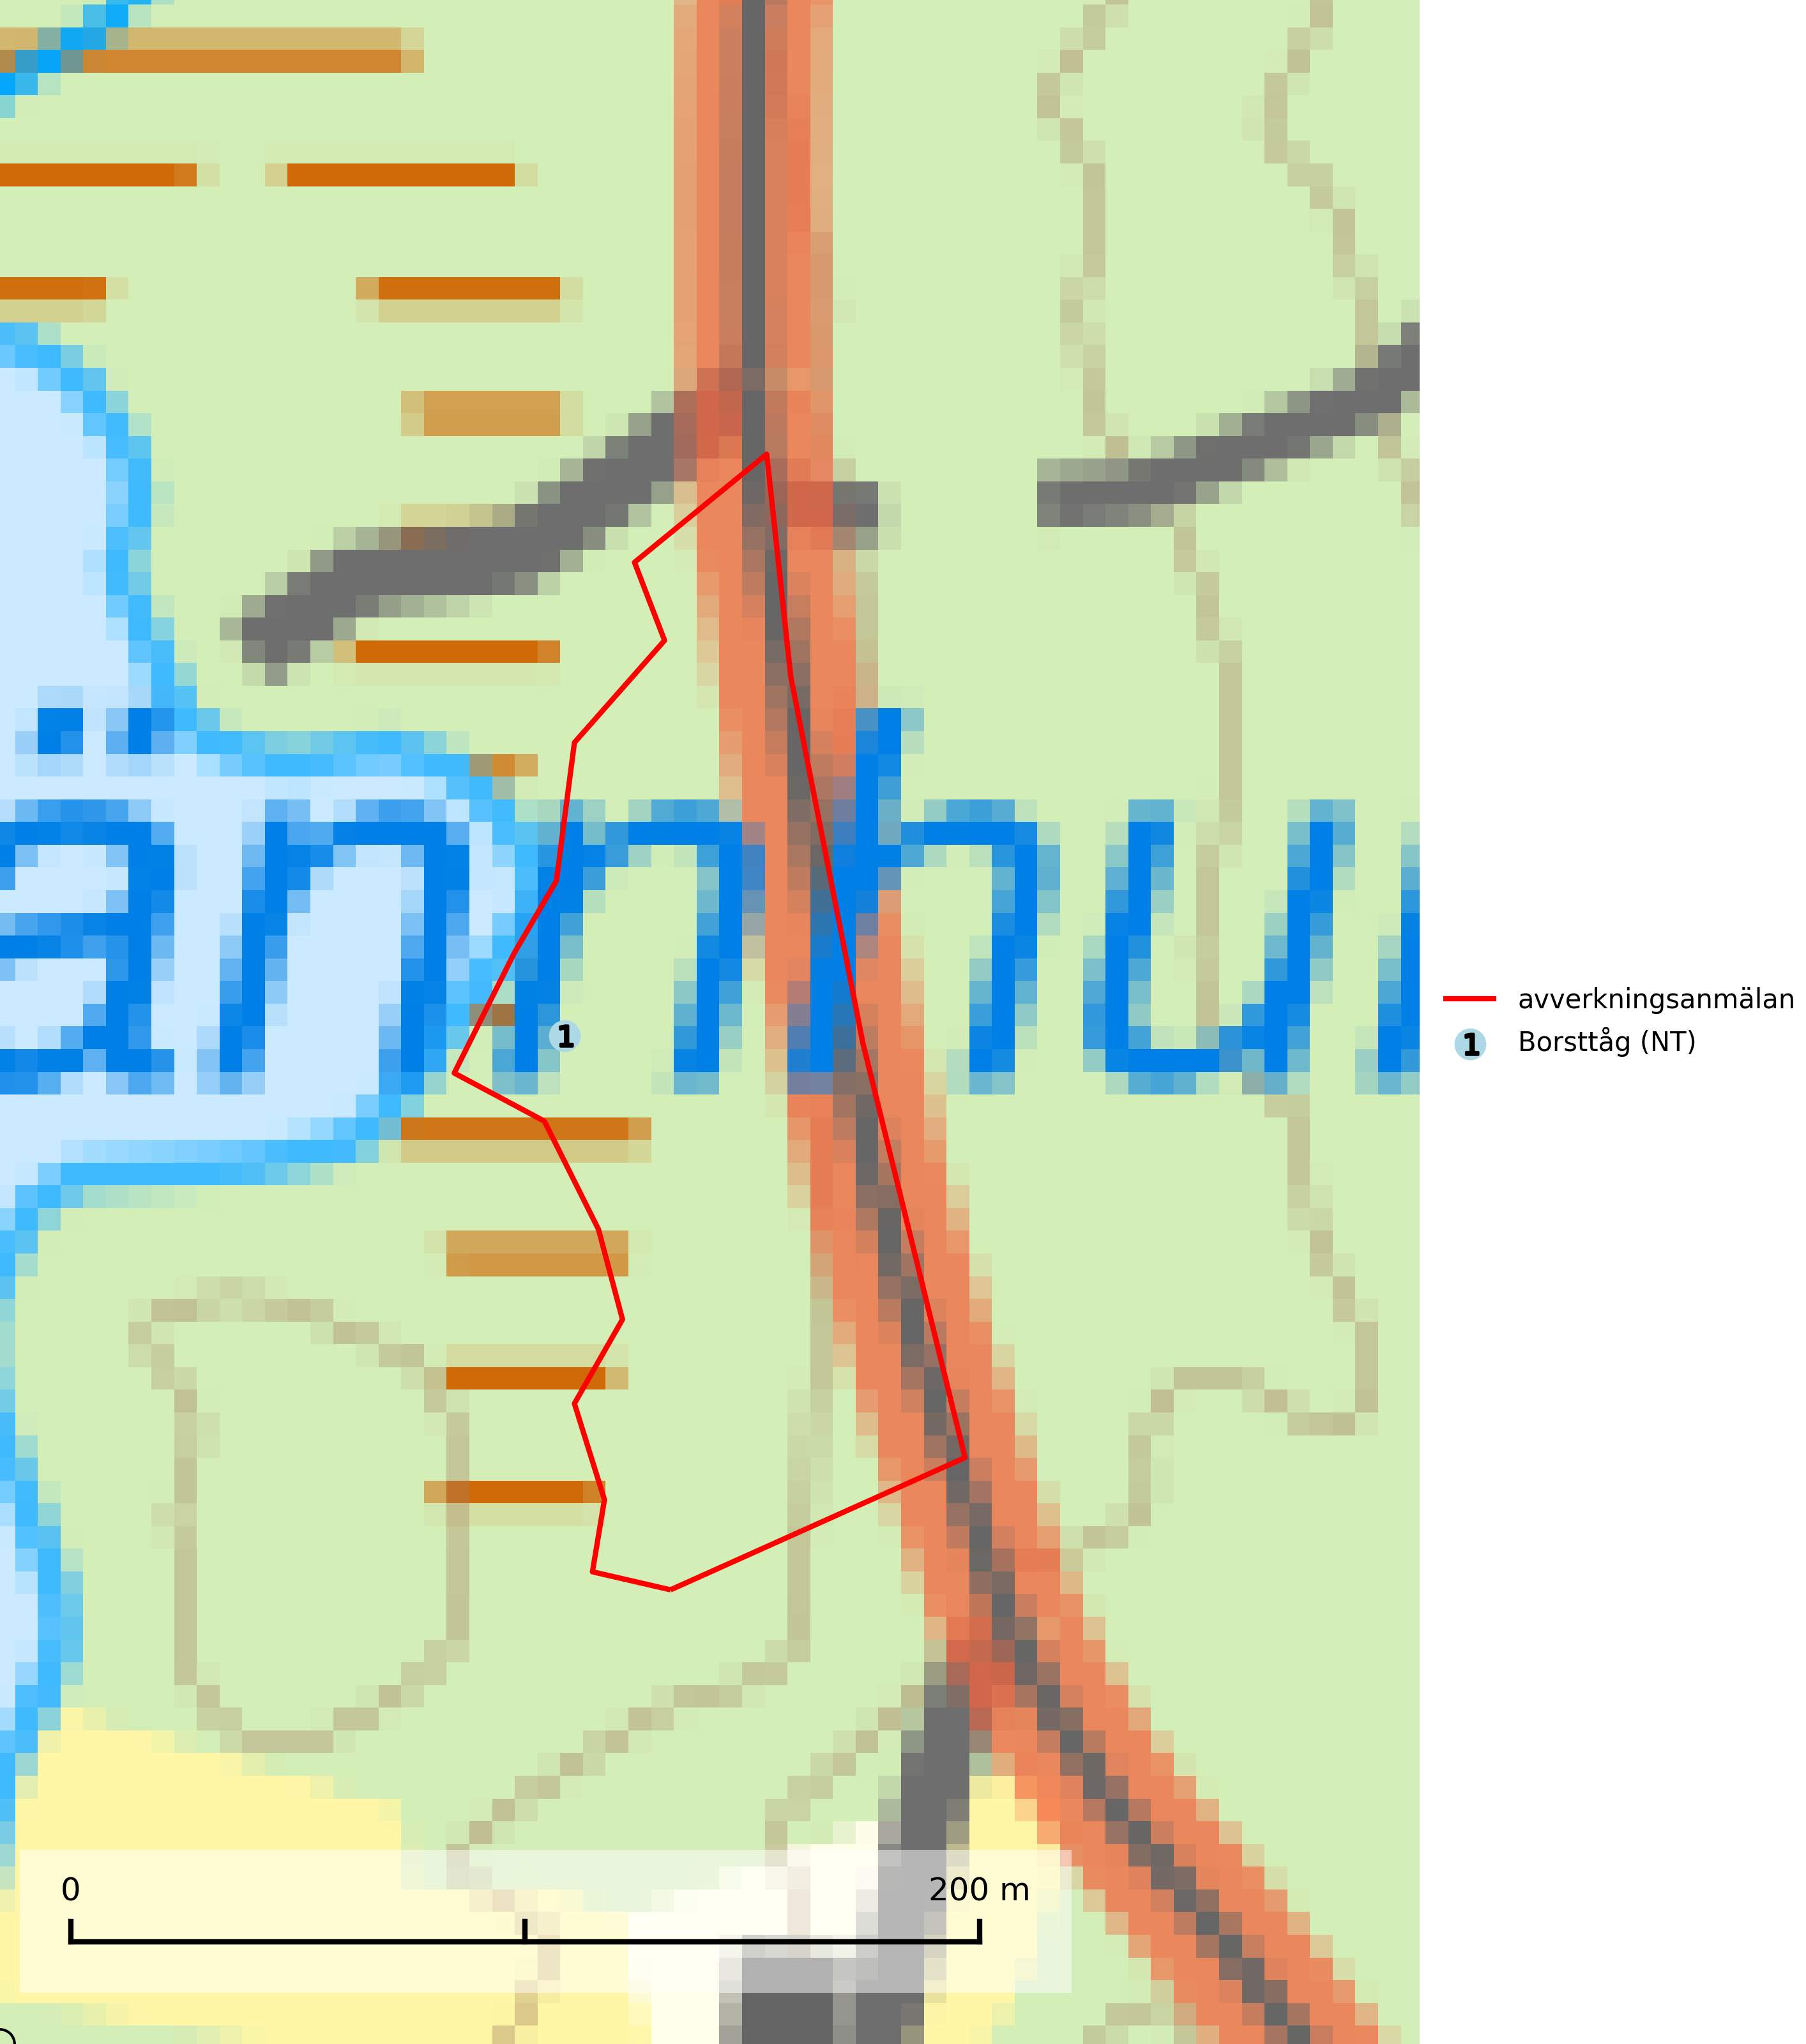 1
avverkningsanmälan
1 Borsttåg (NT)
0 200 m